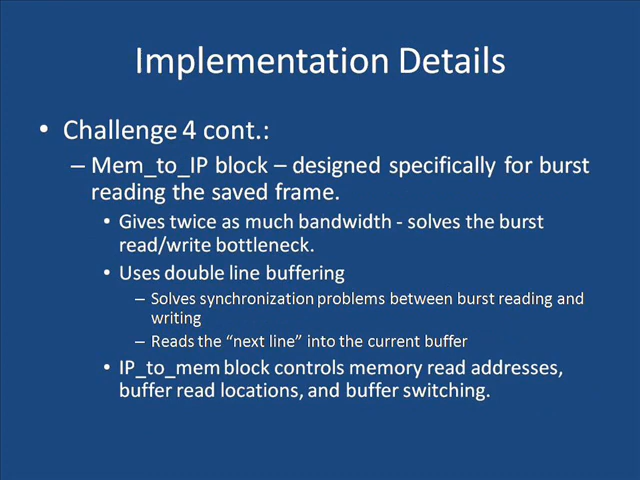 Implementation Details
• Challenge 4 cont.:
– Mem_to_IP block – designed specifically for burst
reading the saved frame.
• Gives twice as much bandwidth - solves the burst
read/write bottleneck.
• Uses double line buffering
– Solves synchronization problems between burst reading and
writing
– Reads the “next line” into the current buffer
• IP_to_mem block controls memory read addresses,
buffer read locations, and buffer switching.